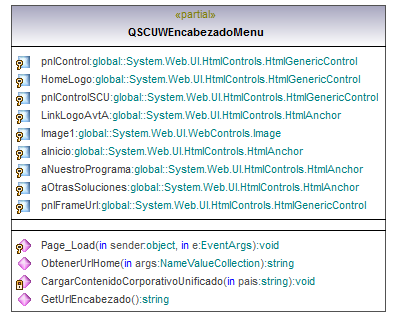 «partial»
QSCUWEncabezadoMenu
pnlControl:global::System.Web.UI.HtmlControls.HtmlGenericControl
HomeLogo:global::System.Web.UI.HtmlControls.HtmlGenericControl
pnlControlSCU:global::System.Web.UI.HtmlControls.HtmlGenericControl
LinkLogoAvtA:global::System.Web.UI.HtmlControls.HtmlAnchor
Image1:global::System.Web.UI.WebControls.Image
aInicio:global::System.Web.UI.HtmlControls.HtmlAnchor
aNuestroPrograma:global::System.Web.UI.HtmlControls.HtmlAnchor
aOtrasSoluciones:global::System.Web.UI.HtmlControls.HtmlAnchor
pnlFrameUrl:global::System.Web.UI.HtmlControls.HtmlGenericControl
Page_Load(in sender:object, in e:EventArgs):void
ObtenerUrlHome(in args:NameValueCollection):string
CargarContenidoCorporativoUnificado(in pais:string):void
GetUrlEncabezado():string